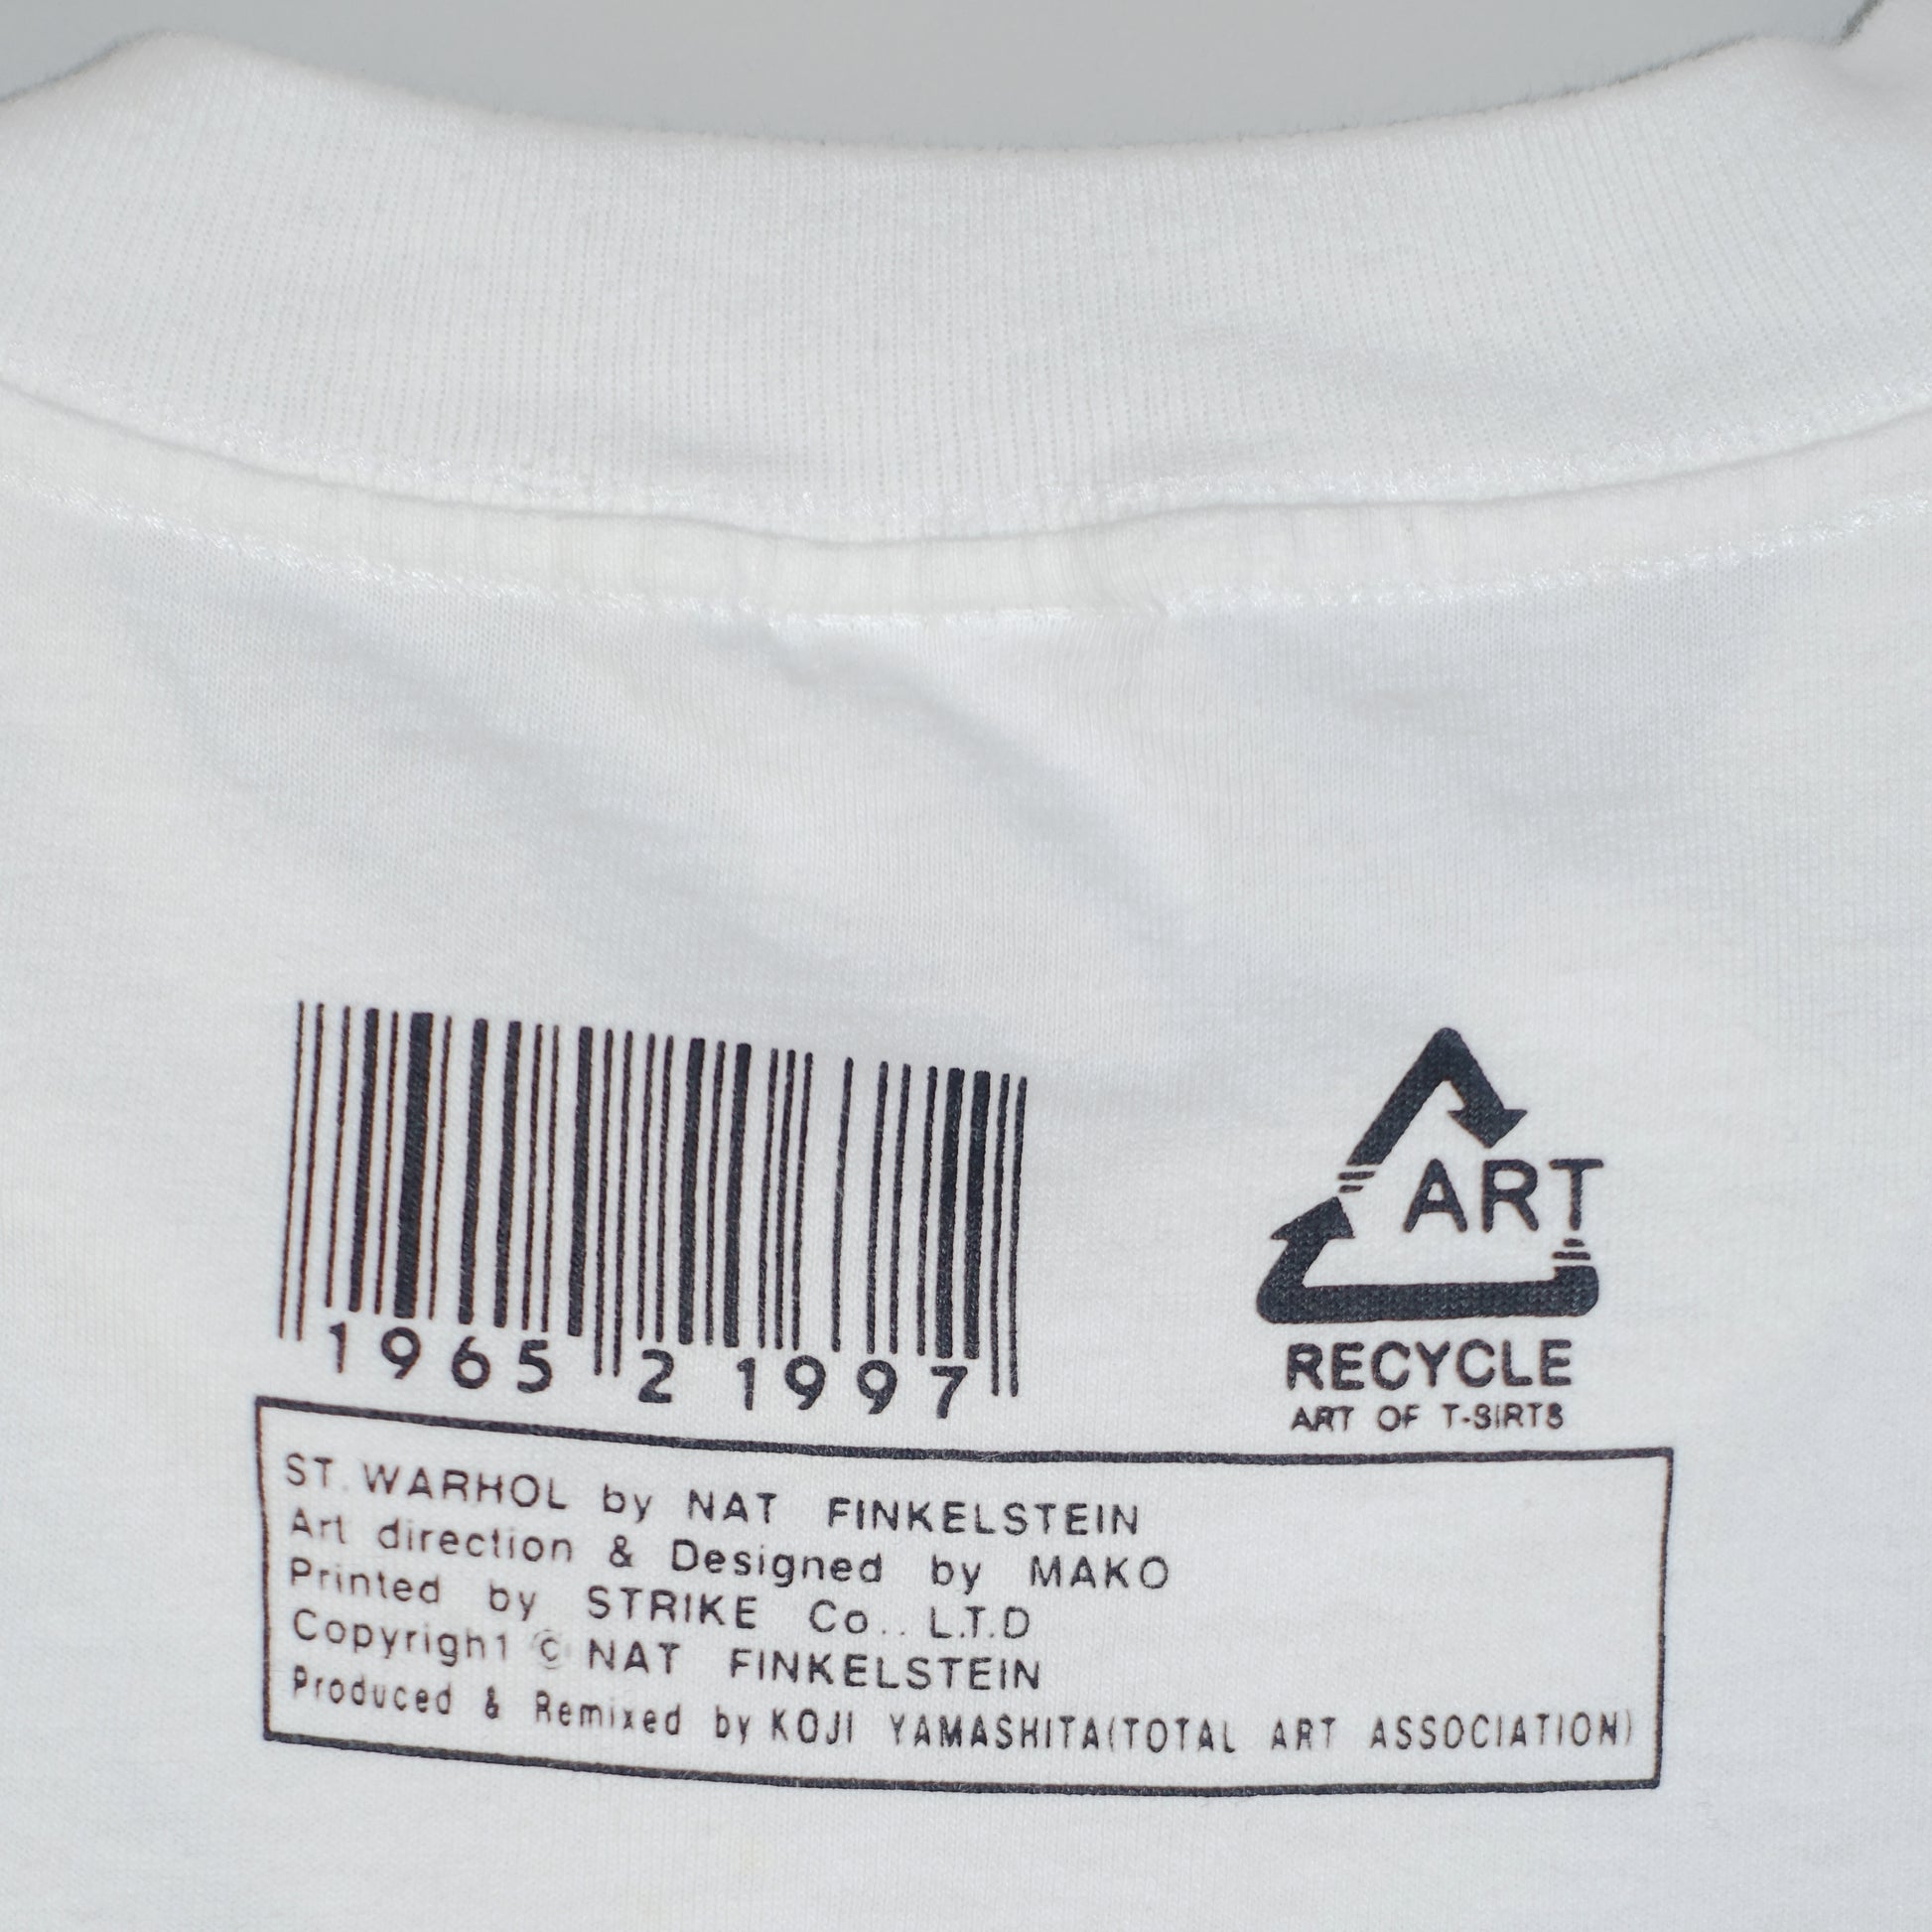 1965 2 1997
ART
RECYCLE
ART OF T-SIRTS
ST. WARHOL by NAT FINKELSTEIN
Art direction & Designed by MAKO
Printed by STRIKE Co.. L.T.D
Copyright © NAT FINKELSTEIN
Produced & Remixed by KOJI YAMASHITA(TOTAL ART ASSOCIATION)